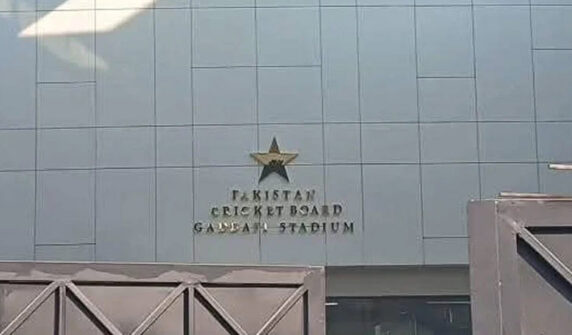 PAKISTAN
CRICKET BOARD
GADDAFI STADIUM